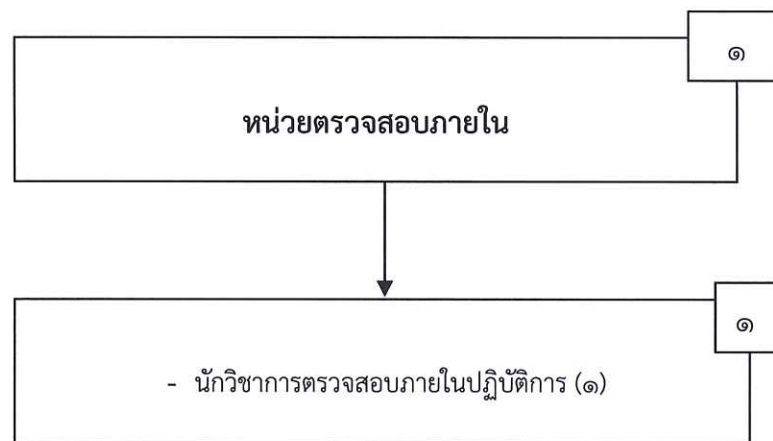 ๑
หน่วยตรวจสอบภายใน
๑
- นักวิชาการตรวจสอบภายในปฏิบัติการ (๑)